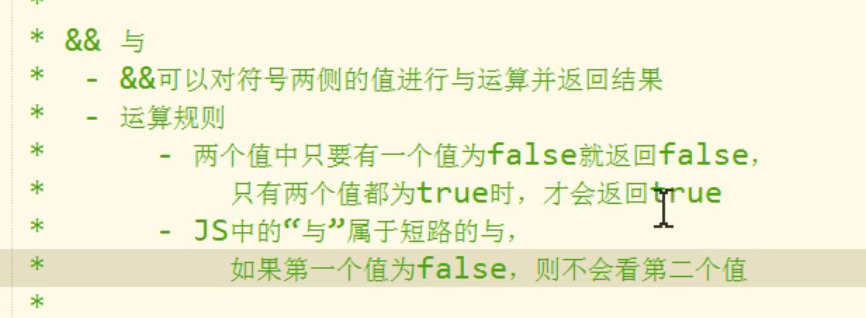 *
* && 与
* - &&可以对符号两侧的值进行与运算并返回结果
* - 运算规则
* - 两个值中只要有一个值为false就返回false，
* 只有两个值都为true时，才会返回true
* - JS中的“与”属于短路的与，
* 如果第一个值为false，则不会看第二个值
*